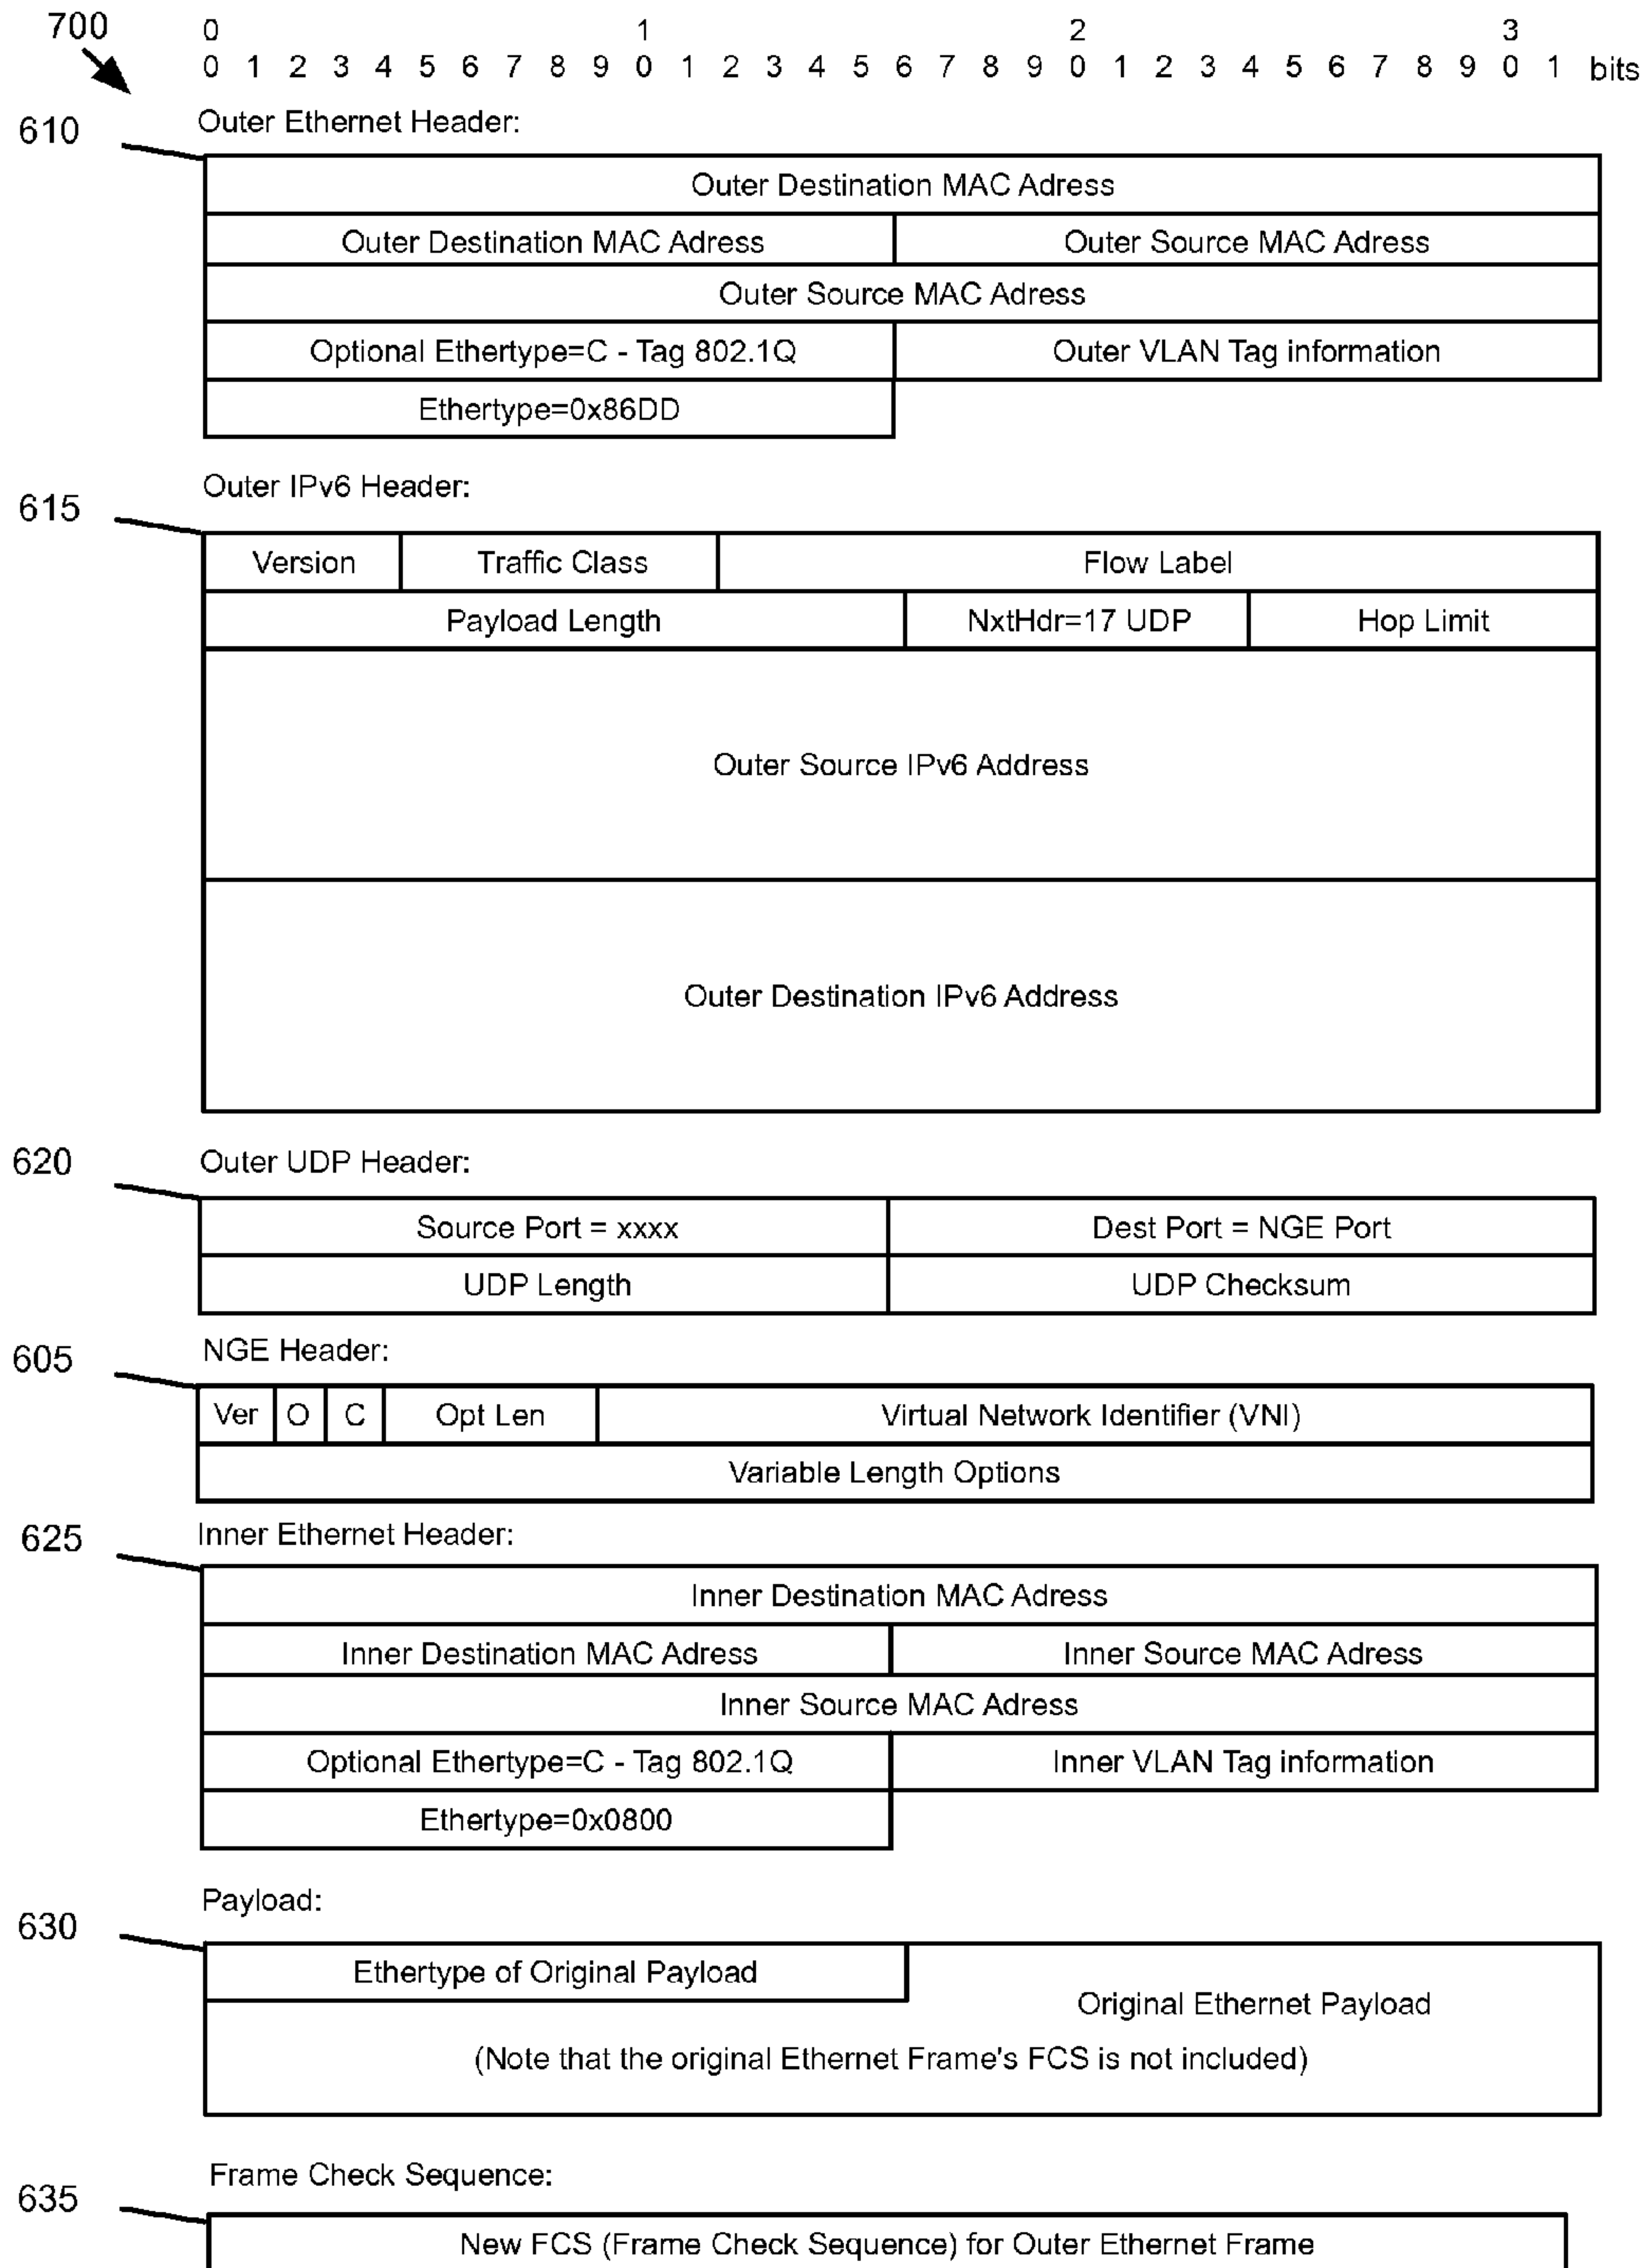 700
0 1 2 3
0 1 2 3 4 5 6 7 8 9 0 1 2 3 4 5 6 7 8 9 0 1 2 3 4 5 6 7 8 9 0 1 bits
610
Outer Ethernet Header:
Outer Destination MAC Adress
Outer Destination MAC Adress Outer Source MAC Adress
Outer Source MAC Adress
Optional Ethertype=C - Tag 802.1Q Outer VLAN Tag information
Ethertype=0x86DD
615
Outer IPv6 Header:
Version Traffic Class Flow Label
Payload Length NxtHdr=17 UDP Hop Limit
Outer Source IPv6 Address
Outer Destination IPv6 Address
620
Outer UDP Header:
Source Port = xxxx Dest Port = NGE Port
UDP Length UDP Checksum
605
NGE Header:
Ver O C Opt Len Virtual Network Identifier (VNI)
Variable Length Options
625
Inner Ethernet Header:
Inner Destination MAC Adress
Inner Destination MAC Adress Inner Source MAC Adress
Inner Source MAC Adress
Optional Ethertype=C - Tag 802.1Q Inner VLAN Tag information
Ethertype=0x0800
Payload:
630
Ethertype of Original Payload
Original Ethernet Payload
(Note that the original Ethernet Frame's FCS is not included)
Frame Check Sequence:
635
New FCS (Frame Check Sequence) for Outer Ethernet Frame